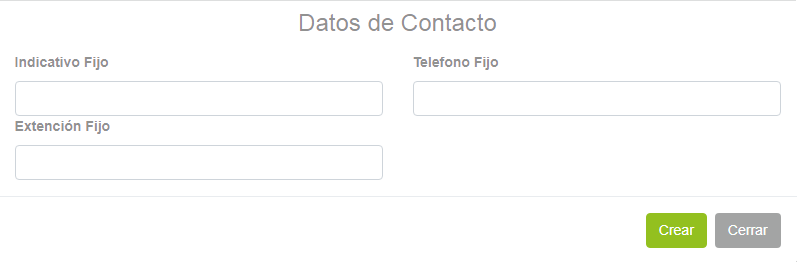 Datos de Contacto
Indicativo Fijo
Telefono Fijo
Extención Fijo
Crear
Cerrar